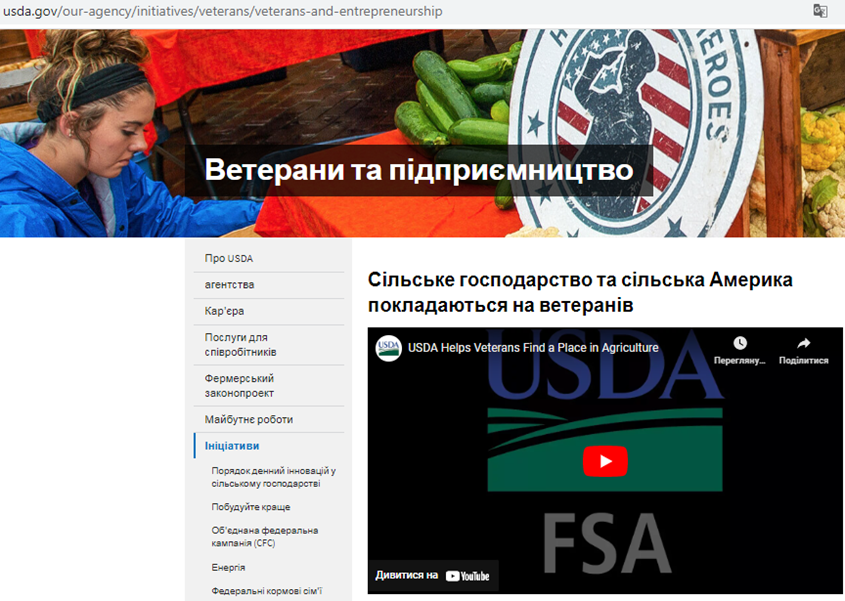 usda.gov/our-agency/initiatives/veterans/veterans-and-entrepreneurship
HEROES
Ветерани та підприємництво
Про USDA
агентства
Кар'єра
Послуги для
співробітників
Фермерський
законопроект
Майбутнє роботи
Ініціативи
Порядок денний інновацій у
сільському господарстві
Побудуйте краще
Об'єднана федеральна
кампанія (CFC)
Енергія
Федеральні кормові сім'ї
Сільське господарство та сільська Америка
покладаються на ветеранів
USDA
USDA Helps Veterans Find a Place in Agriculture
Перегляну...
Поділитися
USDA
FSA
Дивитися на YouTube